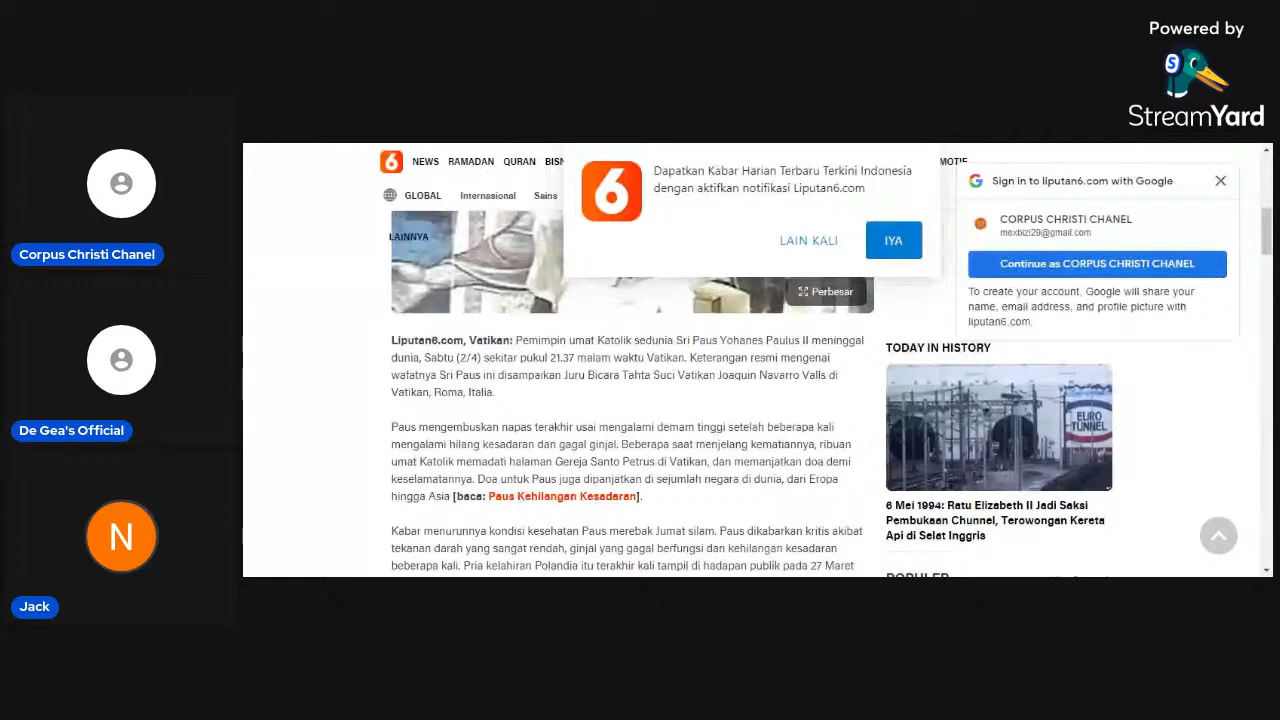 Powered by
StreamYard
Corpus Christi Chanel
De Gea's Official
N
Jack
6 NEWS RAMADAN QURAN BISN
MOTIF
GLOBAL Internasional Sains
LAINNYA
6
Dapatkan Kabar Harian Terbaru Terkini Indonesia
dengan aktifkan notifikasi Liputan6.com
LAIN KALI IYA
Sign in to liputan6.com with Google
CORPUS CHRISTI CHANEL
mexbizl29@gmail.com
Continue as CORPUS CHRISTI CHANEL
To create your account, Google will share your
name, email address, and profile picture with
liputan6.com.
Perbesar
Liputan6.com, Vatikan: Pemimpin umat Katolik sedunia Sri Paus Yohanes Paulus II meninggal
dunia, Sabtu (2/4) sekitar pukul 21.37 malam waktu Vatikan. Keterangan resmi mengenai
wafatnya Sri Paus ini disampaikan Juru Bicara Tahta Suci Vatikan Joaquin Navarro Valls di
Vatikan, Roma, Italia.
Paus mengembuskan napas terakhir usai mengalami demam tinggi setelah beberapa kali
mengalami hilang kesadaran dan gagal ginjal. Beberapa saat menjelang kematiannya, ribuan
umat Katolik memadati halaman Gereja Santo Petrus di Vatikan, dan memanjatkan doa demi
keselamatannya. Doa untuk Paus juga dipanjatkan di sejumlah negara di dunia, dari Eropa
hingga Asia [baca: Paus Kehilangan Kesadaran].
Kabar menurunnya kondisi kesehatan Paus merebak Jumat silam. Paus dikabarkan kritis akibat
tekanan darah yang sangat rendah, ginjal yang gagal berfungsi dan kehilangan kesadaran
beberapa kali. Pria kelahiran Polandia itu terakhir kali tampil di hadapan publik pada 27 Maret
TODAY IN HISTORY
EURO
TUNNEL
6 Mei 1994: Ratu Elizabeth II Jadi Saksi
Pembukaan Chunnel, Terowongan Kereta
Api di Selat Inggris
POPULER